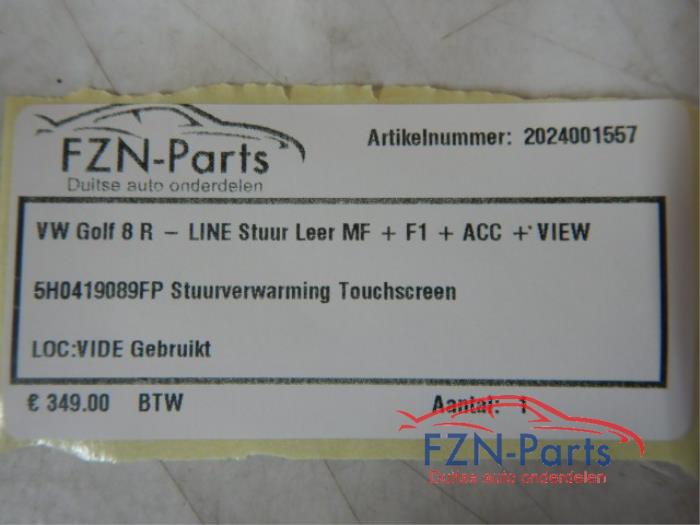 FZN-Parts
Duitse auto onderdelen
Artikelnummer: 2024001557
VW Golf 8 R - LINE Stuur Leer MF + F1 + ACC + VIEW
5H0419089FP Stuurverwarming Touchscreen
LOC:VIDE Gebruikt
€ 349.00 BTW
Aantal: 1
FZN-Parts
Duitse auto onderdelen